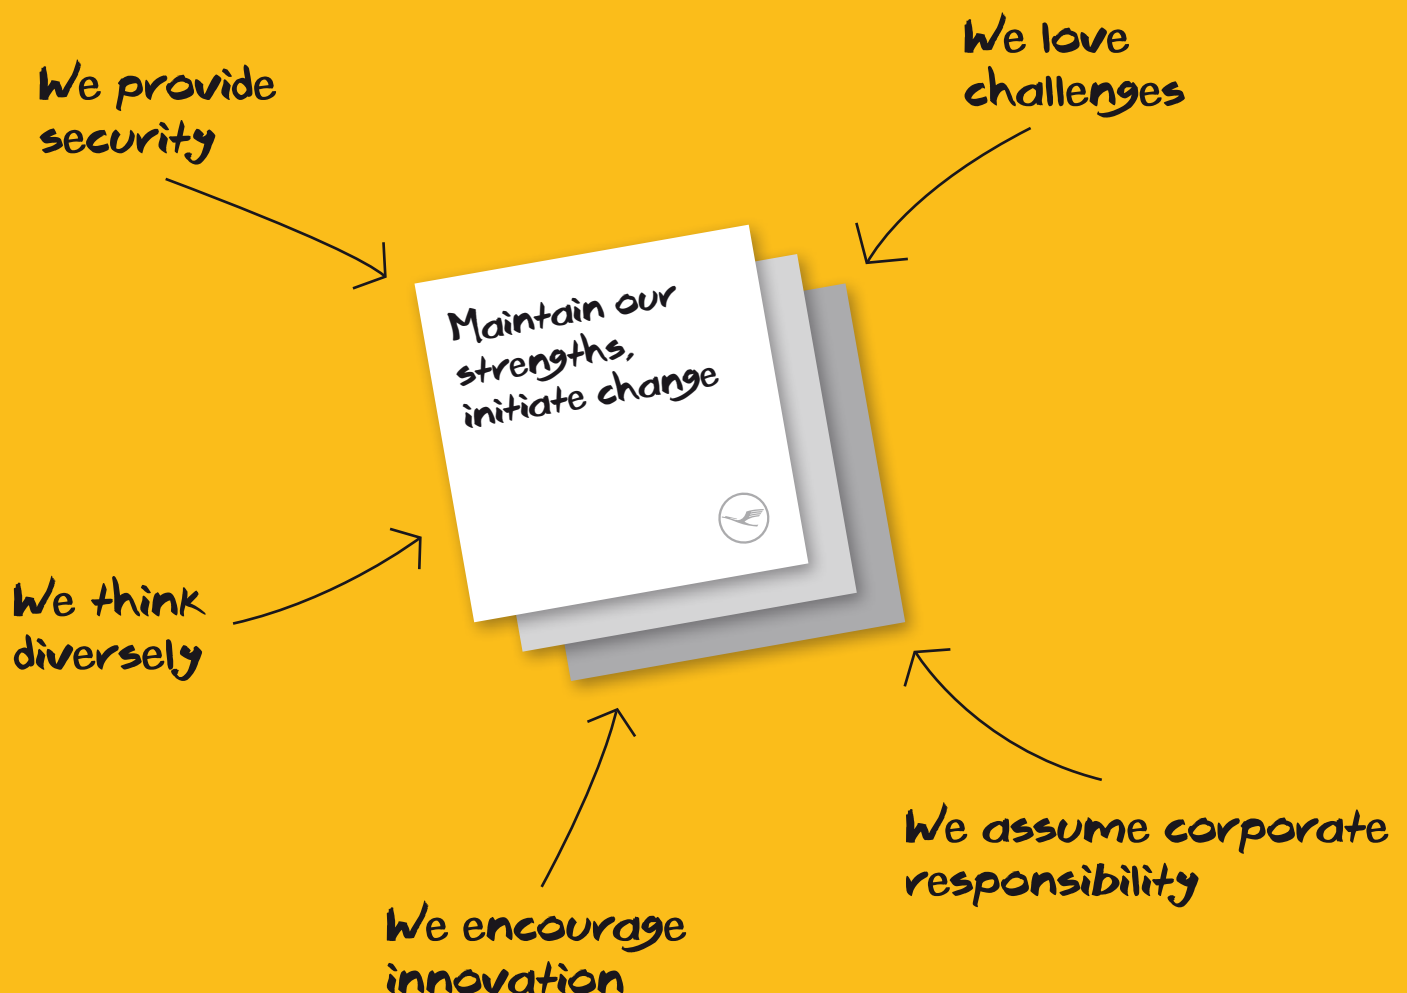 We love
challenges
We provide
security
Maintain our
strengths,
initiate change
We think
diversely
We assume corporate
responsibility
We encourage
innovation